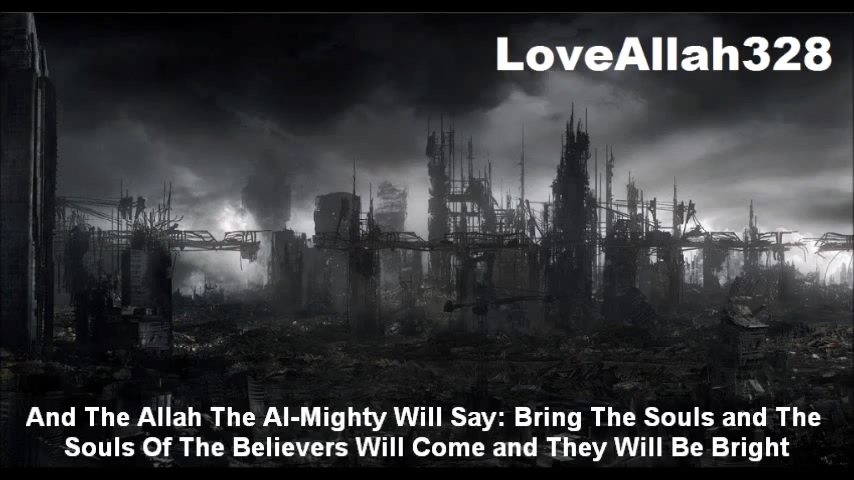 LoveAllah328
And The Allah The Al-Mighty Will Say: Bring The Souls and The
Souls Of The Believers Will Come and They Will Be Bright